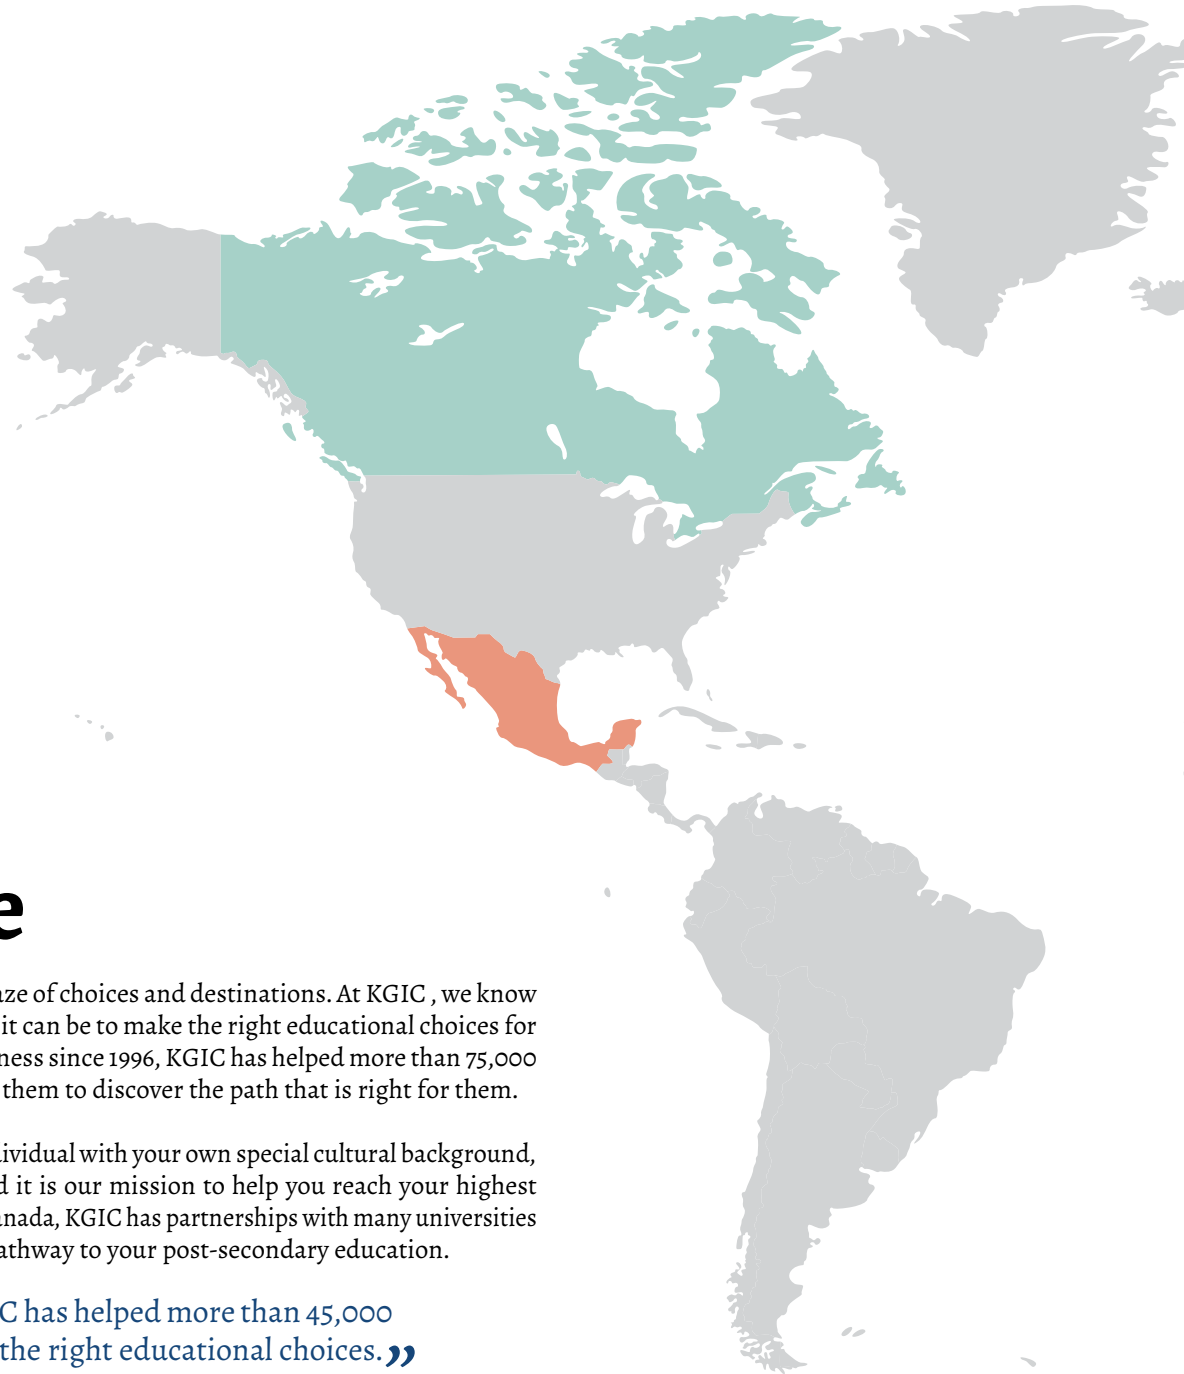 e
aze of choices and destinations. At KGIC , we know
it can be to make the right educational choices for
ness since 1996, KGIC has helped more than 75,000
them to discover the path that is right for them.
ividual with your own special cultural background,
d it is our mission to help you reach your highest
anada, KGIC has partnerships with many universities
athway to your post-secondary education.
C has helped more than 45,000
the right educational choices.”